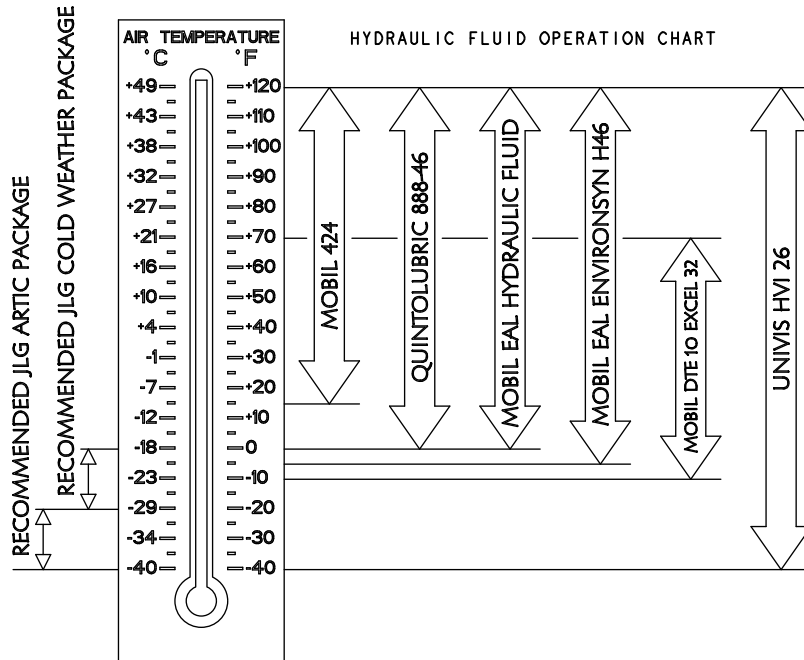 HYDRAULIC FLUID OPERATION CHART
AIR TEMPERATURE
°C °F
+49 +120
+43 +110
+38 +100
+32 +90
+27 +80
+21 +70
+16 +60
+10 +50
+4 +40
-1 +30
-7 +20
-12 +10
-18 0
-23 -10
-29 -20
-34 -30
-40 -40
RECOMMENDED JLG ARTIC PACKAGE
RECOMMENDED JLG COLD WEATHER PACKAGE
MOBIL 424
QUINTOLUBRIC 888-46
MOBIL EAL HYDRAULIC FLUID
MOBIL EAL ENVIRONSYN H46
MOBIL DTE 10 EXCEL 32
UNIVIS HVI 26